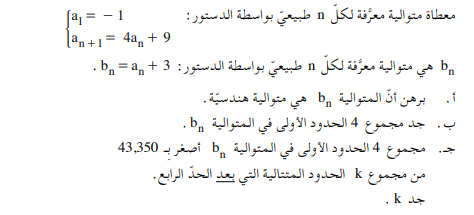 معطاة متوالية معرَّفة لكلّ n طبيعيّ بواسطة الدستور: { a₁ = − 1
aₙ₊₁ = 4aₙ + 9
bₙ هي متوالية معرَّفة لكلّ n طبيعيّ بواسطة الدستور: bₙ = aₙ + 3 .
أ. برهن أنّ المتوالية bₙ هي متوالية هندسيّة.
ب. جد مجموع 4 الحدود الأولى في المتوالية bₙ .
جـ. مجموع 4 الحدود الأولى في المتوالية bₙ أصغر بـ 43,350
من مجموع k الحدود المتتالية التي بعد الحدّ الرابع.
جد k .